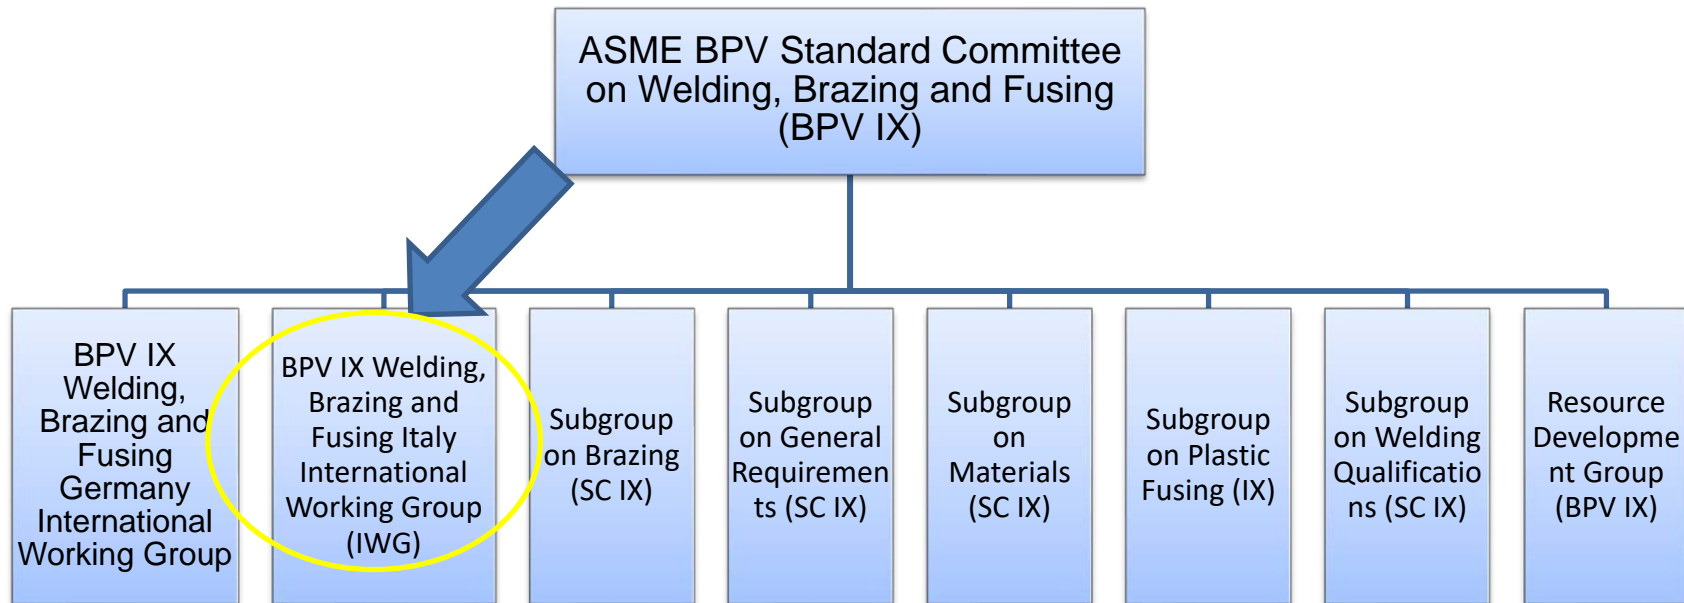 ASME BPV Standard Committee
on Welding, Brazing and Fusing
(BPV IX)
BPV IX
Welding,
Brazing and
Fusing
Germany
International
Working Group
BPV IX Welding,
Brazing and
Fusing Italy
International
Working Group
(IWG)
Subgroup
on Brazing
(SC IX)
Subgroup
on General
Requiremen
ts (SC IX)
Subgroup
on
Materials
(SC IX)
Subgroup
on Plastic
Fusing (IX)
Subgroup
on Welding
Qualificatio
ns (SC IX)
Resource
Developme
nt Group
(BPV IX)